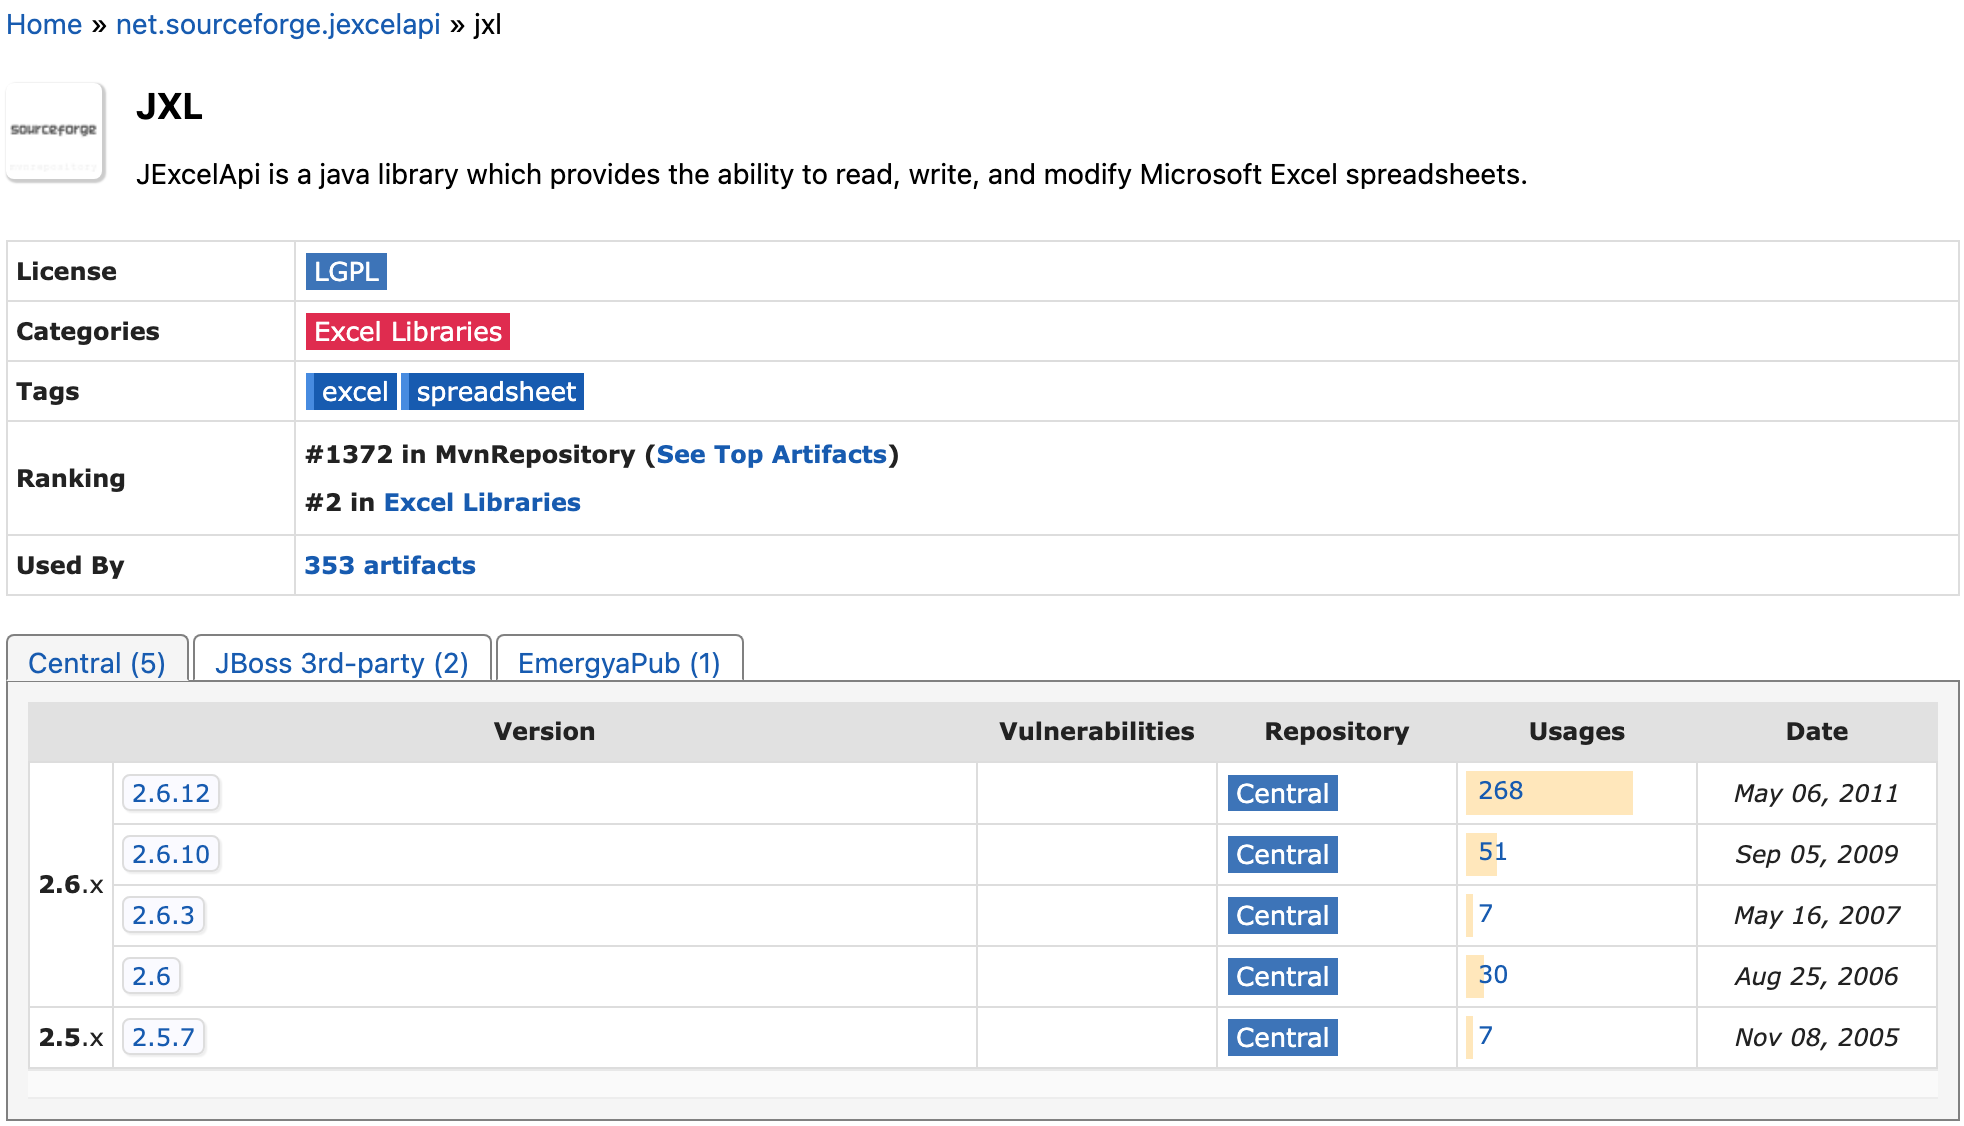 Home » net.sourceforge.jexcelapi » jxl
sourceforge
JXL
JExcelApi is a java library which provides the ability to read, write, and modify Microsoft Excel spreadsheets.
License LGPL
Categories Excel Libraries
Tags excel spreadsheet
Ranking #1372 in MvnRepository (See Top Artifacts)
#2 in Excel Libraries
Used By 353 artifacts
Central (5) JBoss 3rd-party (2) EmergyaPub (1)
Version Vulnerabilities Repository Usages Date
2.6.x
2.6.12 Central 268 May 06, 2011
2.6.10 Central 51 Sep 05, 2009
2.6.3 Central 7 May 16, 2007
2.6 Central 30 Aug 25, 2006
2.5.x 2.5.7 Central 7 Nov 08, 2005